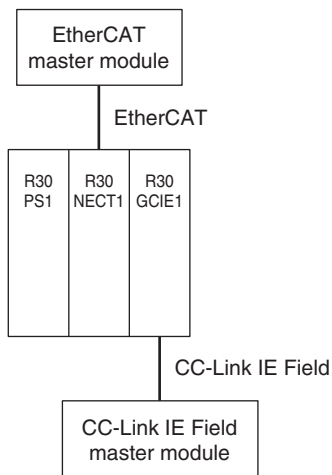 EtherCAT
master module
EtherCAT
R30
PS1
R30
NECT1
R30
GCIE1
CC-Link IE Field
CC-Link IE Field
master module